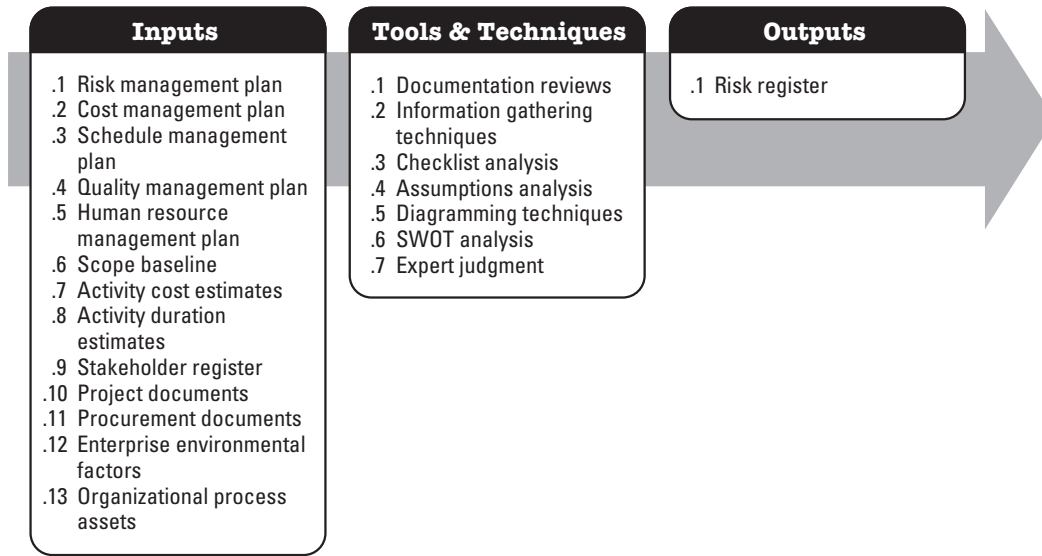 Inputs
.1 Risk management plan
.2 Cost management plan
.3 Schedule management
plan
.4 Quality management plan
.5 Human resource
management plan
.6 Scope baseline
.7 Activity cost estimates
.8 Activity duration
estimates
.9 Stakeholder register
.10 Project documents
.11 Procurement documents
.12 Enterprise environmental
factors
.13 Organizational process
assets
Tools & Techniques
.1 Documentation reviews
.2 Information gathering
techniques
.3 Checklist analysis
.4 Assumptions analysis
.5 Diagramming techniques
.6 SWOT analysis
.7 Expert judgment
Outputs
.1 Risk register